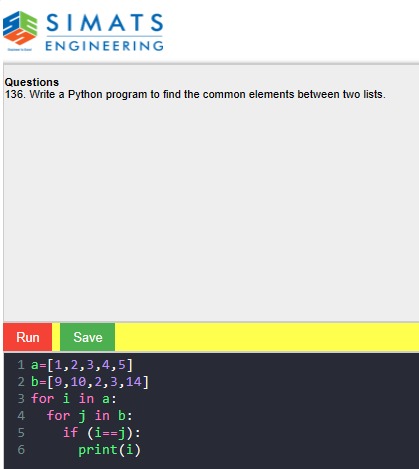 SIMATS
ENGINEERING
Questions
136. Write a Python program to find the common elements between two lists.
Run Save
1 a=[1,2,3,4,5]
2 b=[9,10,2,3,14]
3 for i in a:
4   for j in b:
5     if (i==j):
6       print(i)